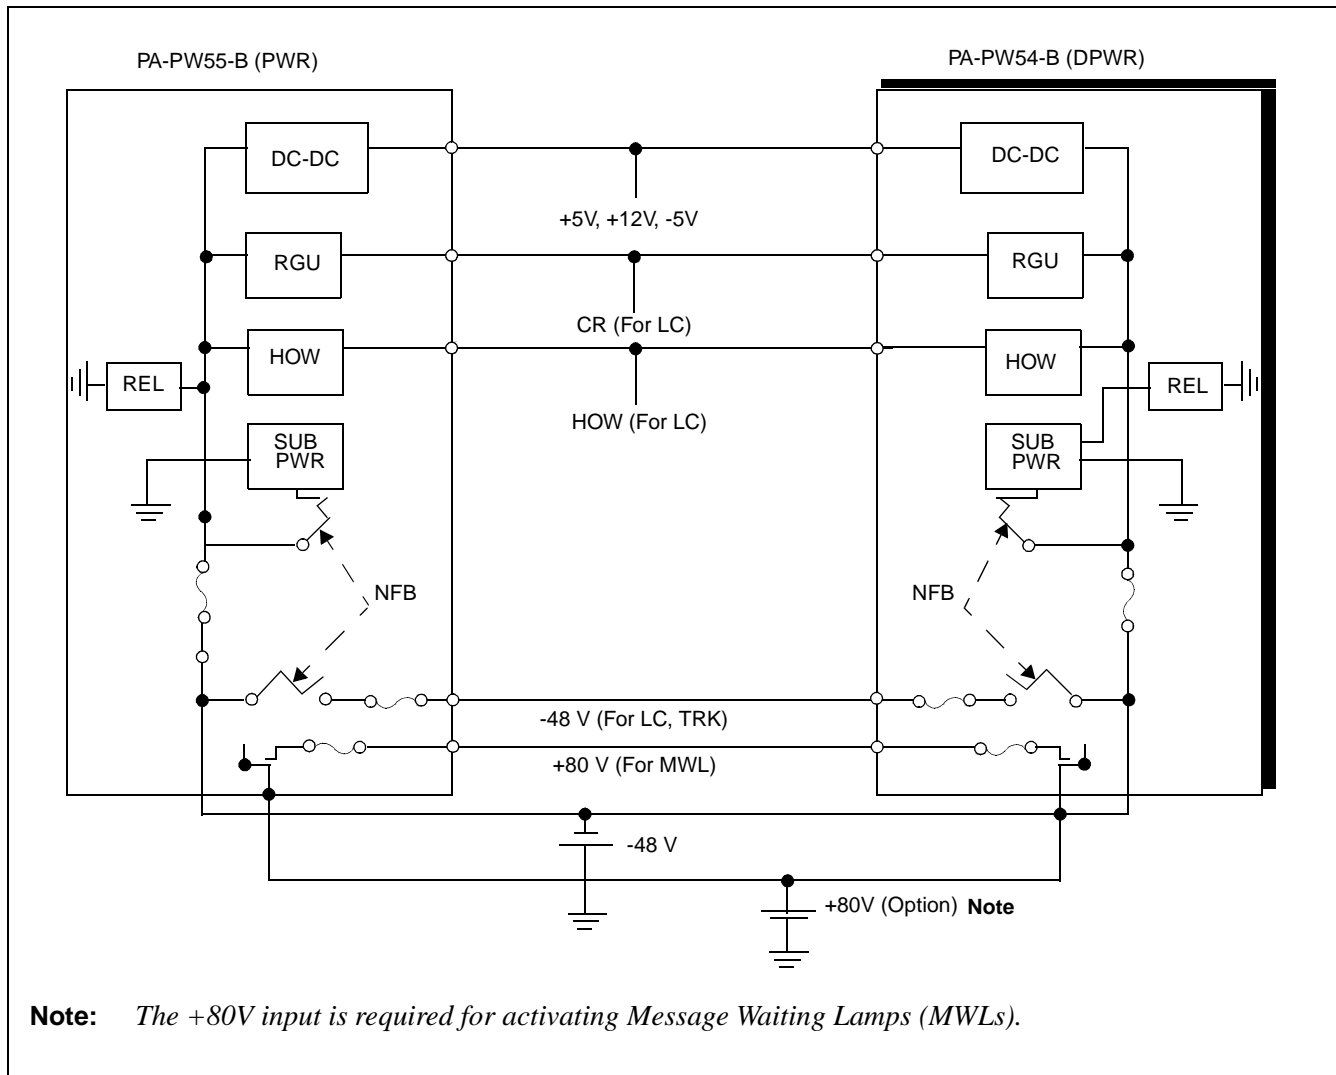 PA-PW55-B (PWR)
PA-PW54-B (DPWR)
DC-DC
DC-DC
+5V, +12V, -5V
RGU
RGU
CR (For LC)
HOW
HOW
REL
REL
HOW (For LC)
SUB
PWR
SUB
PWR
NFB
NFB
-48 V (For LC, TRK)
+80 V (For MWL)
-48 V
+80V (Option) Note
Note: The +80V input is required for activating Message Waiting Lamps (MWLs).